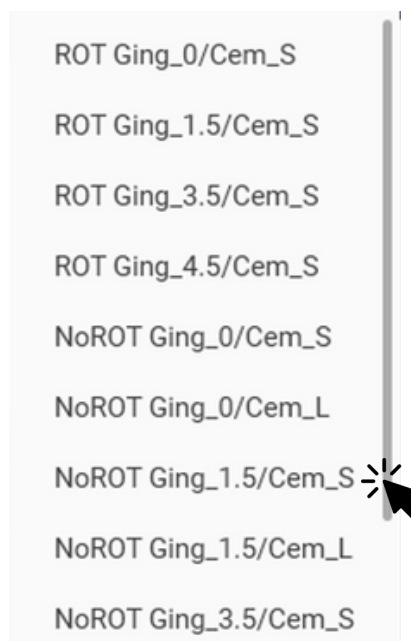 ROT Ging_0/Cem_S
ROT Ging_1.5/Cem_S
ROT Ging_3.5/Cem_S
ROT Ging_4.5/Cem_S
NoROT Ging_0/Cem_S
NoROT Ging_0/Cem_L
NoROT Ging_1.5/Cem_S
NoROT Ging_1.5/Cem_L
NoROT Ging_3.5/Cem_S